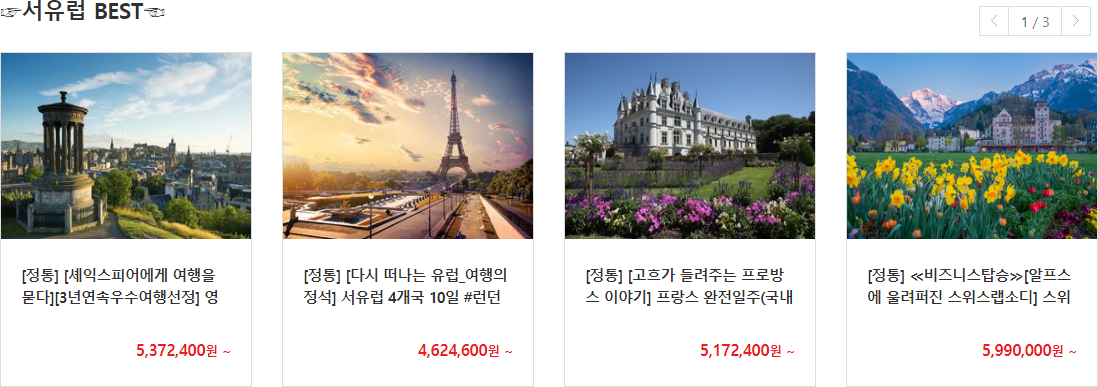 ☞서유럽 BEST☜
1 / 3
[정통] [셰익스피어에게 여행을
묻다][3년연속우수여행선정] 영
5,372,400원 ~
[정통] [다시 떠나는 유럽_여행의
정석] 서유럽 4개국 10일 #런던
4,624,600원 ~
[정통] [고흐가 들려주는 프로방
스 이야기] 프랑스 완전일주(국내
5,172,400원 ~
[정통] ≪비즈니스탑승≫[알프스
에 울려퍼진 스위스랩소디] 스위
5,990,000원 ~